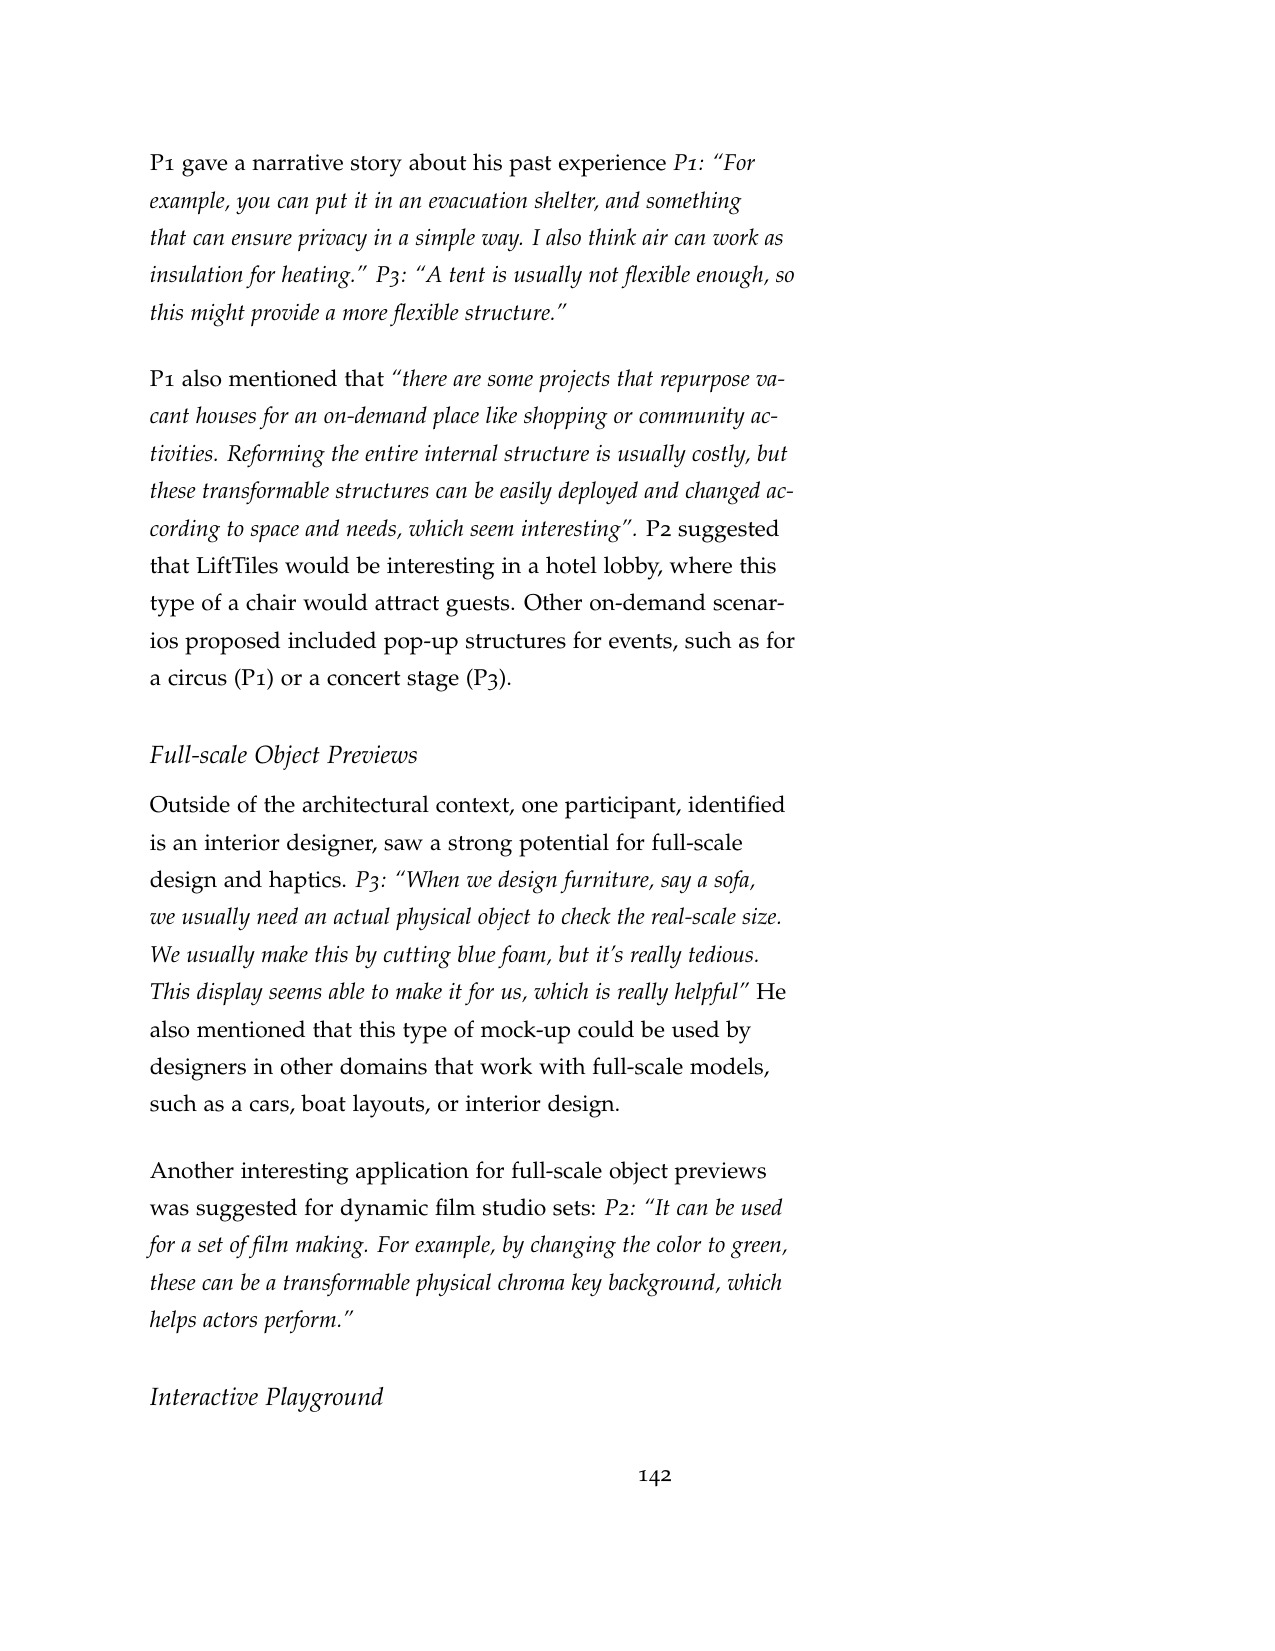 P1 gave a narrative story about his past experience P1: “For
example, you can put it in an evacuation shelter, and something
that can ensure privacy in a simple way. I also think air can work as
insulation for heating.” P3: “A tent is usually not flexible enough, so
this might provide a more flexible structure.”
P1 also mentioned that “there are some projects that repurpose va-
cant houses for an on-demand place like shopping or community ac-
tivities. Reforming the entire internal structure is usually costly, but
these transformable structures can be easily deployed and changed ac-
cording to space and needs, which seem interesting”. P2 suggested
that LiftTiles would be interesting in a hotel lobby, where this
type of a chair would attract guests. Other on-demand scenar-
ios proposed included pop-up structures for events, such as for
a circus (P1) or a concert stage (P3).
Full-scale Object Previews
Outside of the architectural context, one participant, identified
is an interior designer, saw a strong potential for full-scale
design and haptics. P3: “When we design furniture, say a sofa,
we usually need an actual physical object to check the real-scale size.
We usually make this by cutting blue foam, but it’s really tedious.
This display seems able to make it for us, which is really helpful” He
also mentioned that this type of mock-up could be used by
designers in other domains that work with full-scale models,
such as a cars, boat layouts, or interior design.
Another interesting application for full-scale object previews
was suggested for dynamic film studio sets: P2: “It can be used
for a set of film making. For example, by changing the color to green,
these can be a transformable physical chroma key background, which
helps actors perform.”
Interactive Playground
142